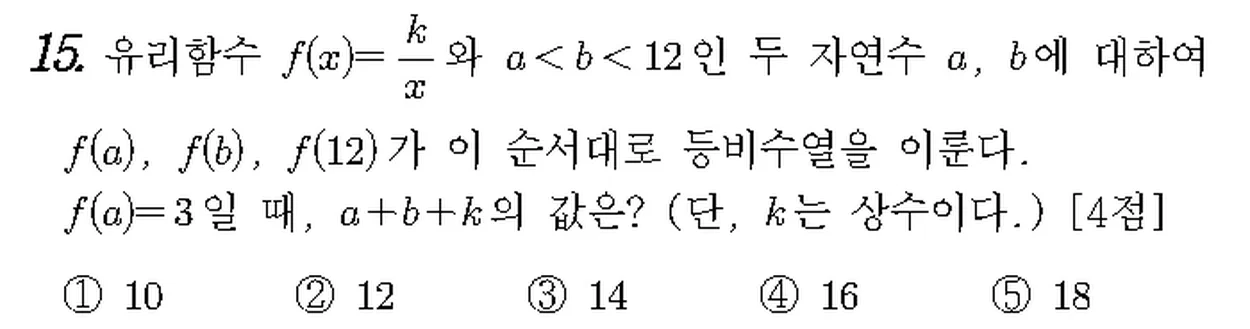 15. 유리함수 f(x)=k/x 와 a<b<12인 두 자연수 a, b에 대하여
f(a), f(b), f(12)가 이 순서대로 등비수열을 이룬다.
f(a)=3일 때, a+b+k의 값은? (단, k는 상수이다.) [4점]
① 10 ② 12 ③ 14 ④ 16 ⑤ 18